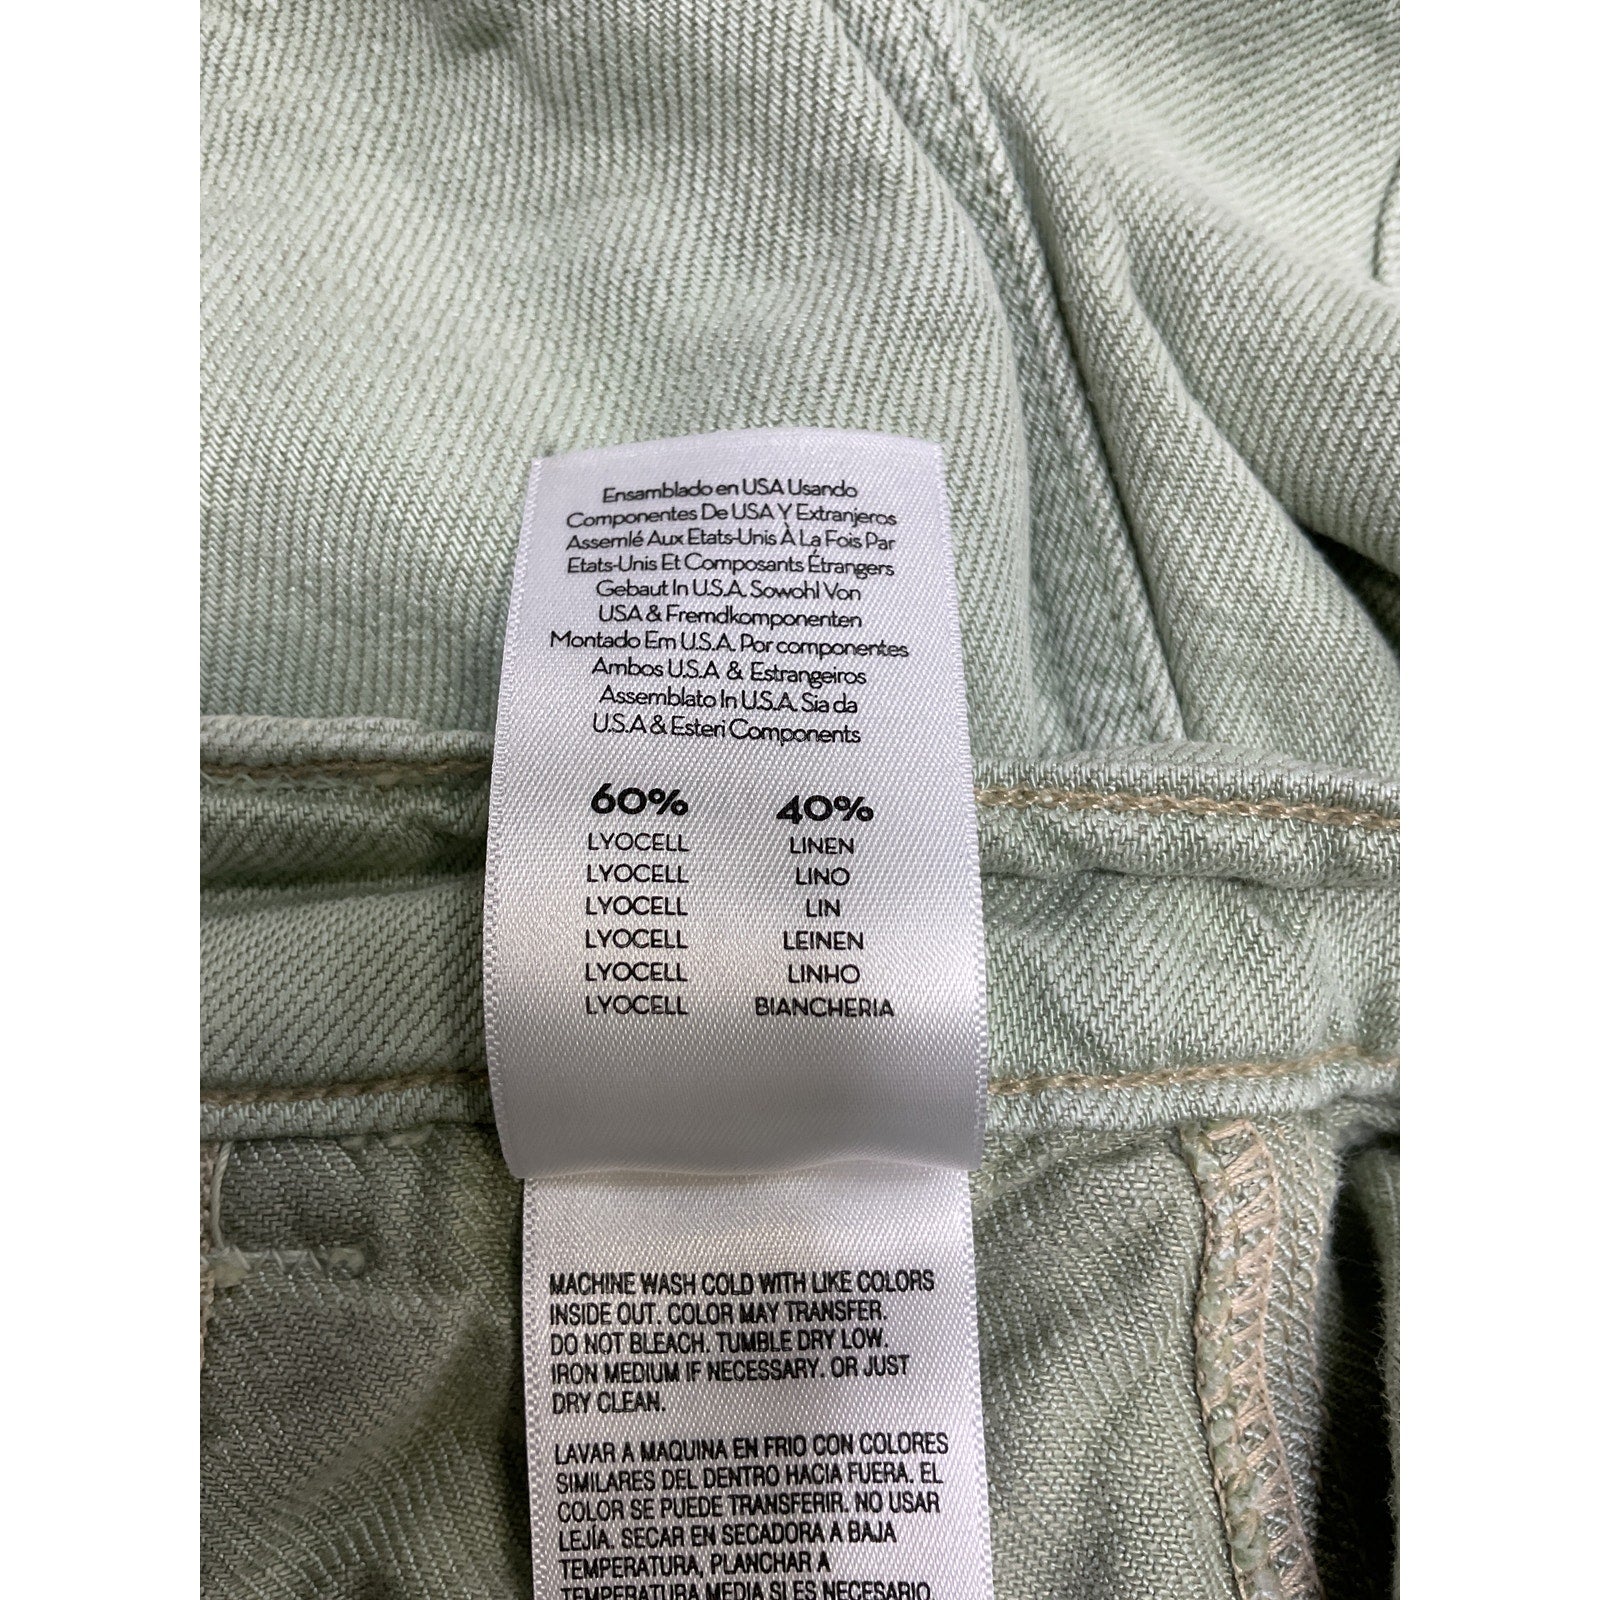 Ensamblado en USA Usando
Componentes De USA Y Extranjeros
Assemlé Aux Etats-Unis À La Fois Par
Etats-Unis Et Composants Étrangers
Gebaut In U.S.A. Sowohl Von
USA & Fremdkomponenten
Montado Em U.S.A. Por componentes
Ambos U.S.A & Estrangeiros
Assemblato In U.S.A. Sia da
U.S.A & Esteri Components
60% 40%
LYOCELL LINEN
LYOCELL LINO
LYOCELL LIN
LYOCELL LEINEN
LYOCELL LINHO
LYOCELL BIANCHERIA
MACHINE WASH COLD WITH LIKE COLORS
INSIDE OUT. COLOR MAY TRANSFER.
DO NOT BLEACH. TUMBLE DRY LOW.
IRON MEDIUM IF NECESSARY. OR JUST
DRY CLEAN.
LAVAR A MAQUINA EN FRIO CON COLORES
SIMILARES DEL DENTRO HACIA FUERA. EL
COLOR SE PUEDE TRANSFERIR. NO USAR
LEJÍA. SECAR EN SECADORA A BAJA
TEMPERATURA, PLANCHAR A
TEMPERATURA MEDIA SI ES NECESARIO.